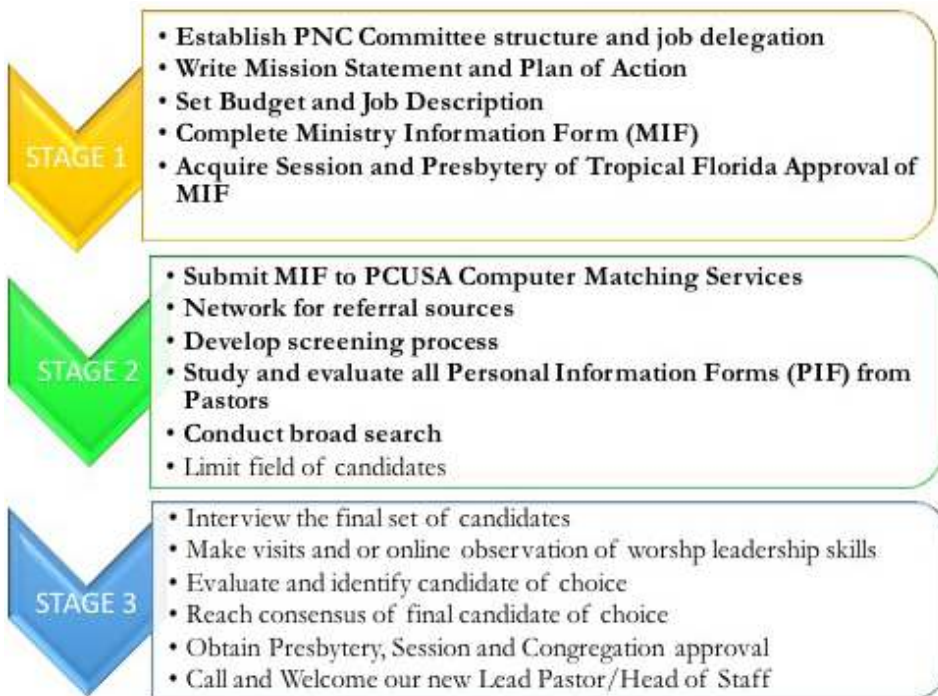 STAGE 1
• Establish PNC Committee structure and job delegation
• Write Mission Statement and Plan of Action
• Set Budget and Job Description
• Complete Ministry Information Form (MIF)
• Acquire Session and Presbytery of Tropical Florida Approval of
MIF
STAGE 2
• Submit MIF to PCUSA Computer Matching Services
• Network for referral sources
• Develop screening process
• Study and evaluate all Personal Information Forms (PIF) from
Pastors
• Conduct broad search
• Limit field of candidates
STAGE 3
• Interview the final set of candidates
• Make visits and or online observation of worshp leadership skills
• Evaluate and identify candidate of choice
• Reach consensus of final candidate of choice
• Obtain Presbytery, Session and Congregation approval
• Call and Welcome our new Lead Pastor/Head of Staff